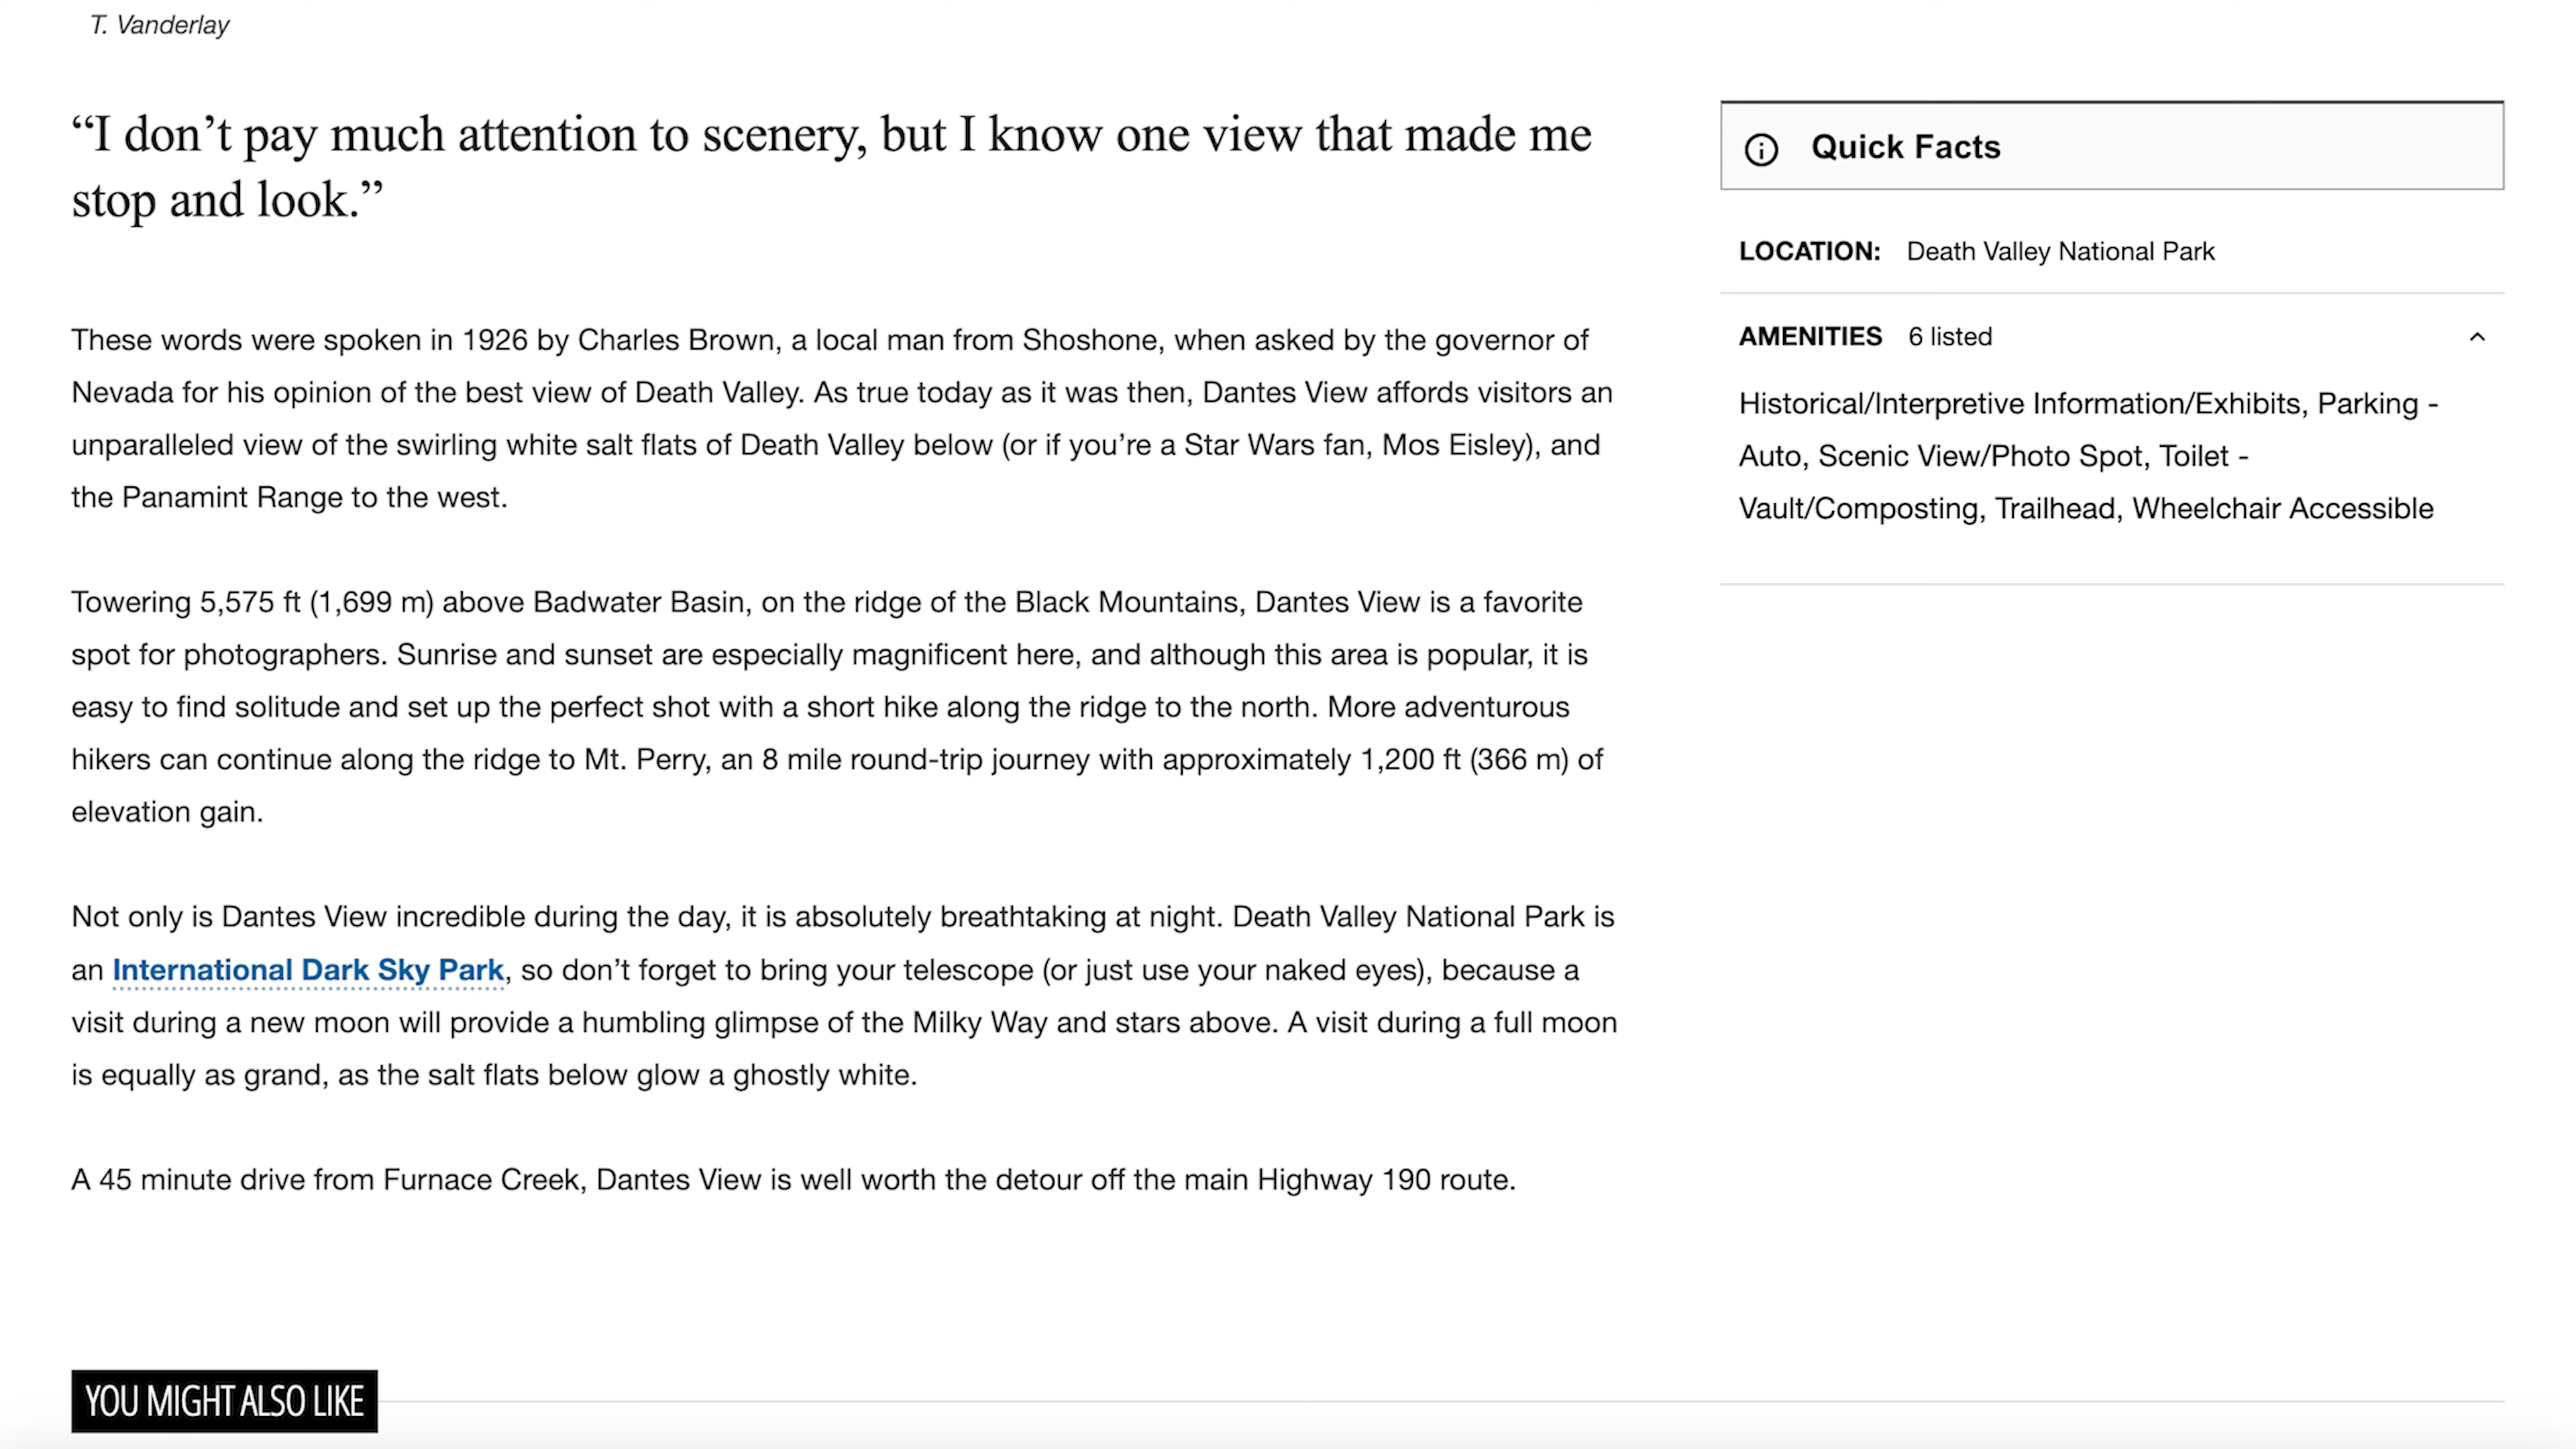 T. Vanderlay
“I don’t pay much attention to scenery, but I know one view that made me
stop and look.”
These words were spoken in 1926 by Charles Brown, a local man from Shoshone, when asked by the governor of
Nevada for his opinion of the best view of Death Valley. As true today as it was then, Dantes View affords visitors an
unparalleled view of the swirling white salt flats of Death Valley below (or if you’re a Star Wars fan, Mos Eisley), and
the Panamint Range to the west.
Towering 5,575 ft (1,699 m) above Badwater Basin, on the ridge of the Black Mountains, Dantes View is a favorite
spot for photographers. Sunrise and sunset are especially magnificent here, and although this area is popular, it is
easy to find solitude and set up the perfect shot with a short hike along the ridge to the north. More adventurous
hikers can continue along the ridge to Mt. Perry, an 8 mile round-trip journey with approximately 1,200 ft (366 m) of
elevation gain.
Not only is Dantes View incredible during the day, it is absolutely breathtaking at night. Death Valley National Park is
an International Dark Sky Park, so don’t forget to bring your telescope (or just use your naked eyes), because a
visit during a new moon will provide a humbling glimpse of the Milky Way and stars above. A visit during a full moon
is equally as grand, as the salt flats below glow a ghostly white.
A 45 minute drive from Furnace Creek, Dantes View is well worth the detour off the main Highway 190 route.
Quick Facts
LOCATION: Death Valley National Park
AMENITIES 6 listed
Historical/Interpretive Information/Exhibits, Parking -
Auto, Scenic View/Photo Spot, Toilet -
Vault/Composting, Trailhead, Wheelchair Accessible
YOU MIGHT ALSO LIKE